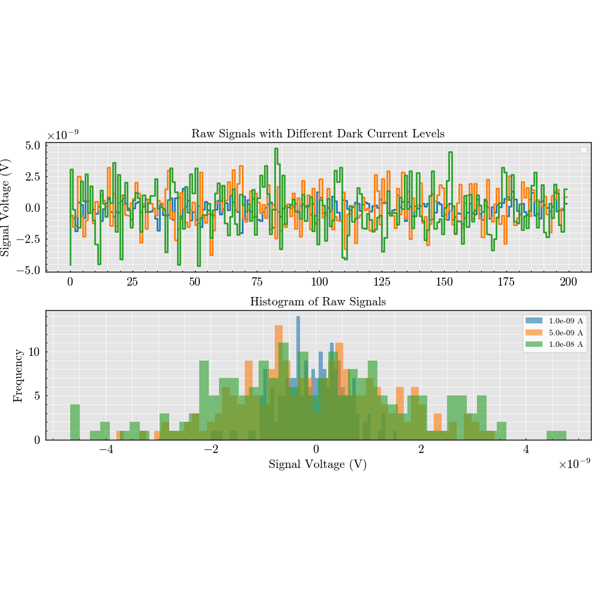 Raw Signals with Different Dark Current Levels
×10⁻⁹
5.0
2.5
0.0
−2.5
−5.0
Signal Voltage (V)
0 25 50 75 100 125 150 175 200
Histogram of Raw Signals
1.0e-09 A
5.0e-09 A
1.0e-08 A
10
5
0
Frequency
−4 −2 0 2 4
Signal Voltage (V)
×10⁻⁹